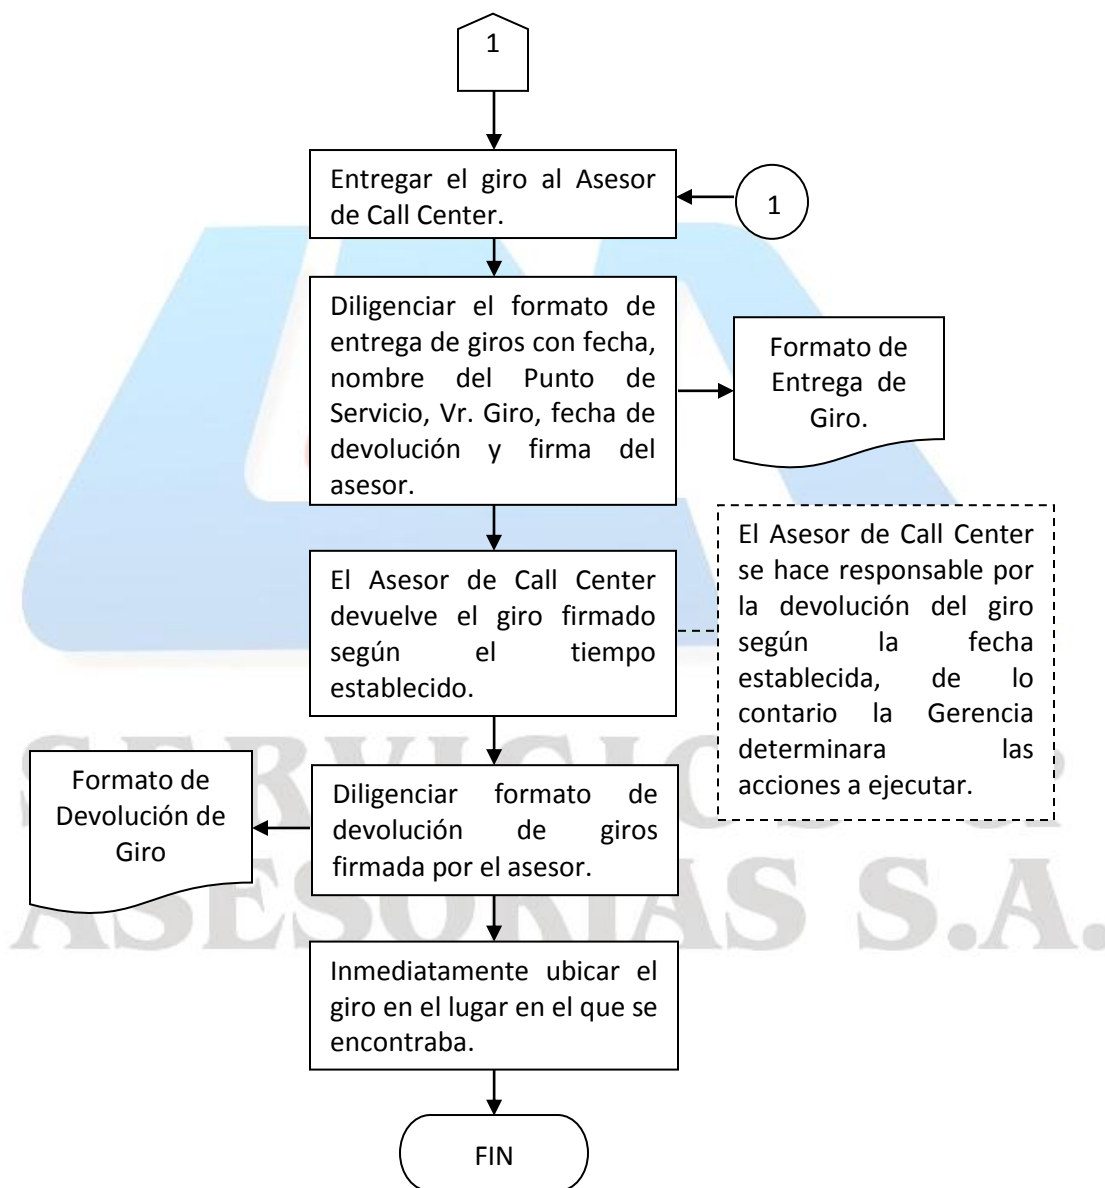 1
Entregar el giro al Asesor
de Call Center.
1
Diligenciar el formato de
entrega de giros con fecha,
nombre del Punto de
Servicio, Vr. Giro, fecha de
devolución y firma del
asesor.
Formato de
Entrega de
Giro.
El Asesor de Call Center
devuelve el giro firmado
según el tiempo
establecido.
El Asesor de Call Center
se hace responsable por
la devolución del giro
según la fecha
establecida, de lo
contario la Gerencia
determinara las
acciones a ejecutar.
Formato de
Devolución de
Giro
Diligenciar formato de
devolución de giros
firmada por el asesor.
SERVICIOS &
ASESORIAS S.A.
Inmediatamente ubicar el
giro en el lugar en el que se
encontraba.
FIN